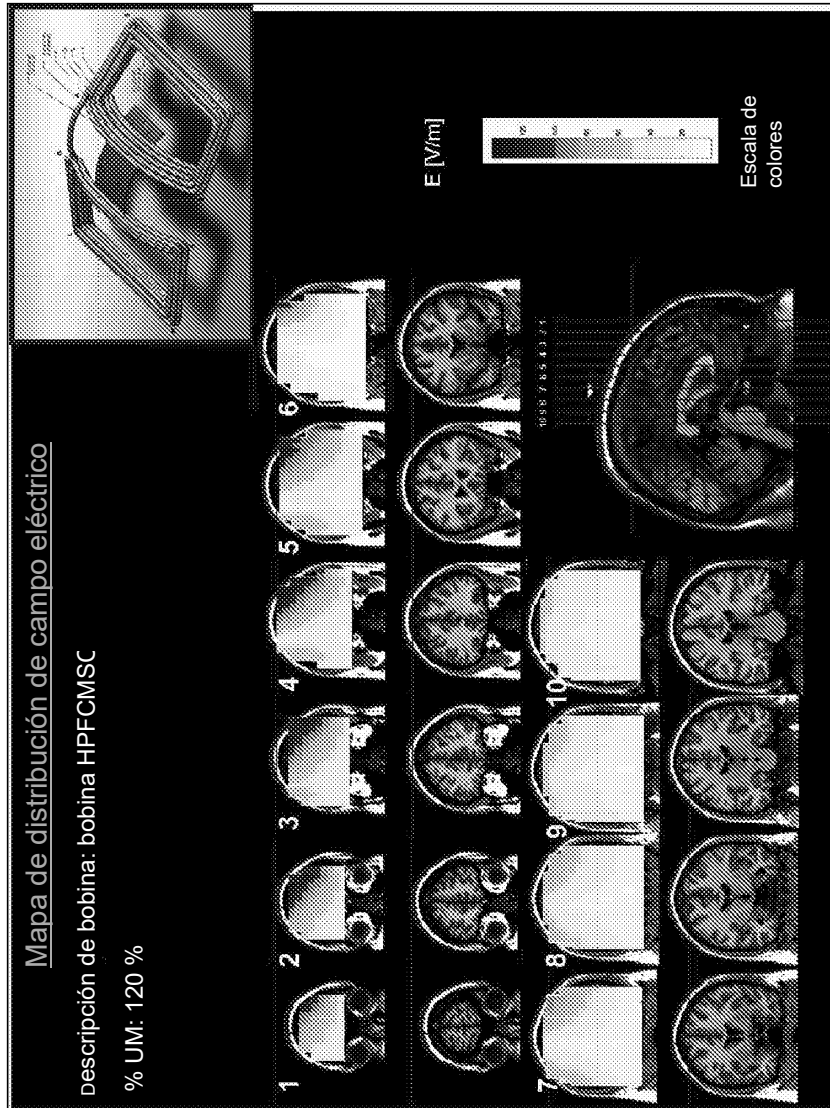 Mapa de distribución de campo eléctrico
Descripción de bobina: bobina HPFCMSC
% UM: 120 %
1
2
3
4
5
6
7
8
9
10
E [V/m]
Escala de
colores